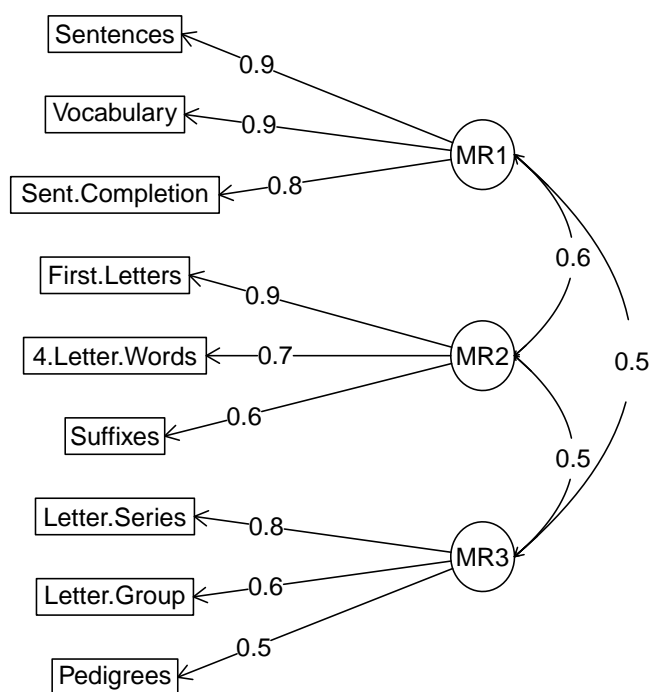 Sentences
0.9
Vocabulary
0.9
MR1
Sent.Completion
0.8
0.6
First.Letters
0.9
4.Letter.Words
0.7
MR2
0.5
Suffixes
0.6
0.5
Letter.Series
0.8
MR3
Letter.Group
0.6
Pedigrees
0.5